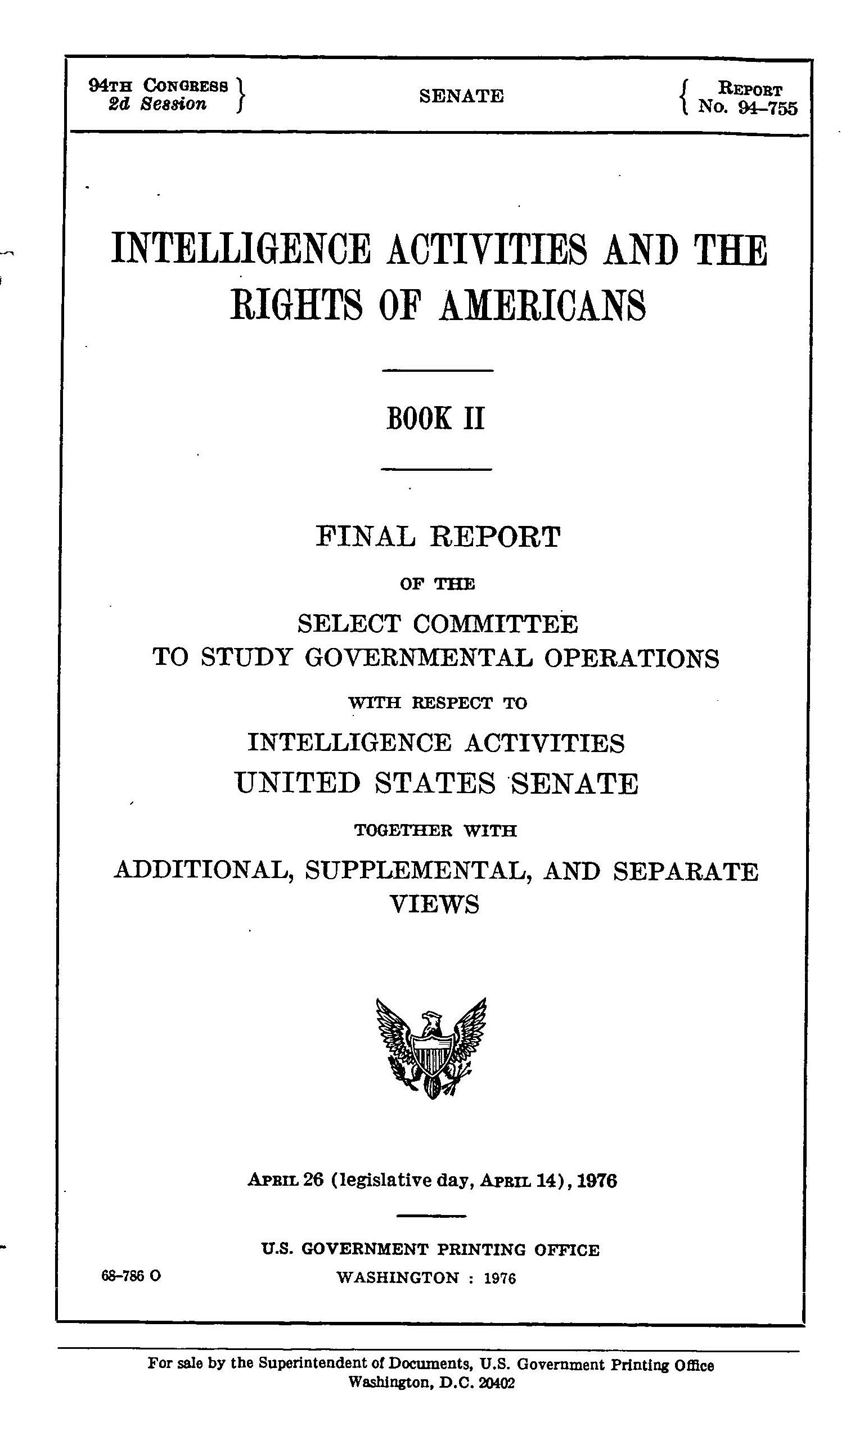 94TH CONGRESS
2d Session
SENATE
REPORT
No. 94–755
INTELLIGENCE ACTIVITIES AND THE
RIGHTS OF AMERICANS
BOOK II
FINAL REPORT
OF THE
SELECT COMMITTEE
TO STUDY GOVERNMENTAL OPERATIONS
WITH RESPECT TO
INTELLIGENCE ACTIVITIES
UNITED STATES SENATE
TOGETHER WITH
ADDITIONAL, SUPPLEMENTAL, AND SEPARATE
VIEWS
APRIL 26 (legislative day, APRIL 14), 1976
U.S. GOVERNMENT PRINTING OFFICE
68–786 O WASHINGTON : 1976
For sale by the Superintendent of Documents, U.S. Government Printing Office
Washington, D.C. 20402